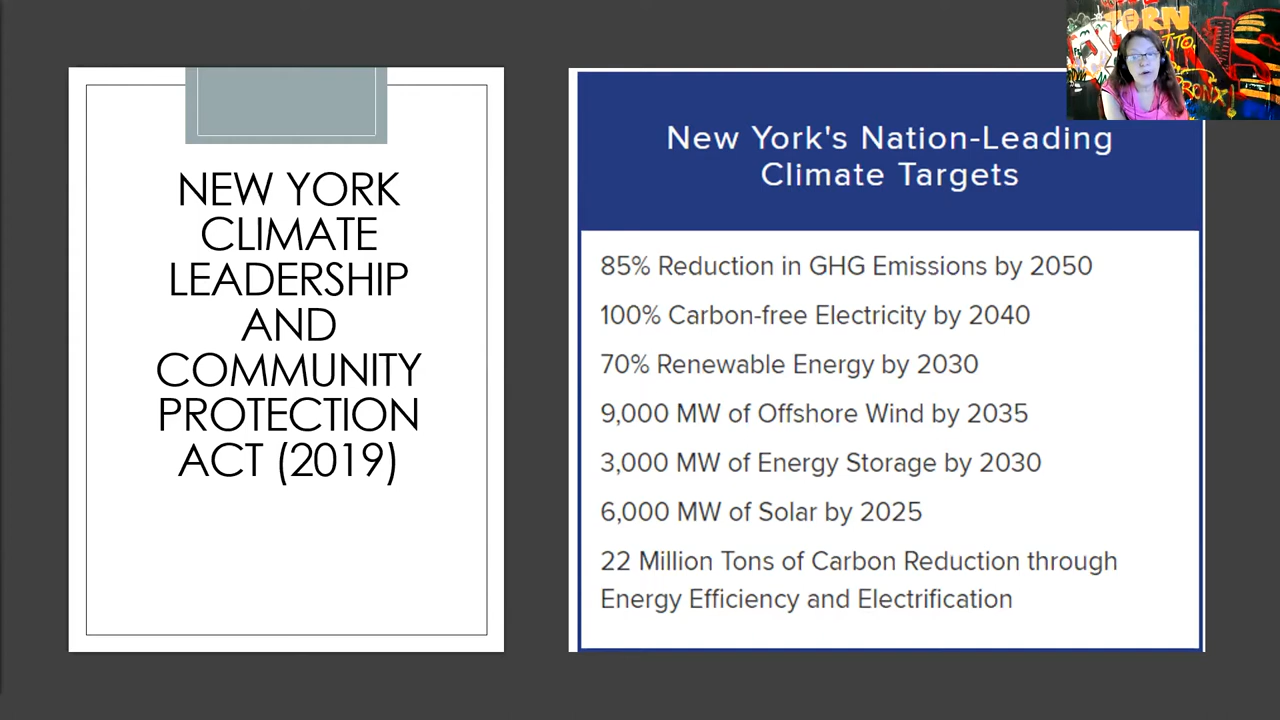 NEW YORK
CLIMATE
LEADERSHIP
AND
COMMUNITY
PROTECTION
ACT (2019)
New York's Nation-Leading
Climate Targets
85% Reduction in GHG Emissions by 2050
100% Carbon-free Electricity by 2040
70% Renewable Energy by 2030
9,000 MW of Offshore Wind by 2035
3,000 MW of Energy Storage by 2030
6,000 MW of Solar by 2025
22 Million Tons of Carbon Reduction through
Energy Efficiency and Electrification